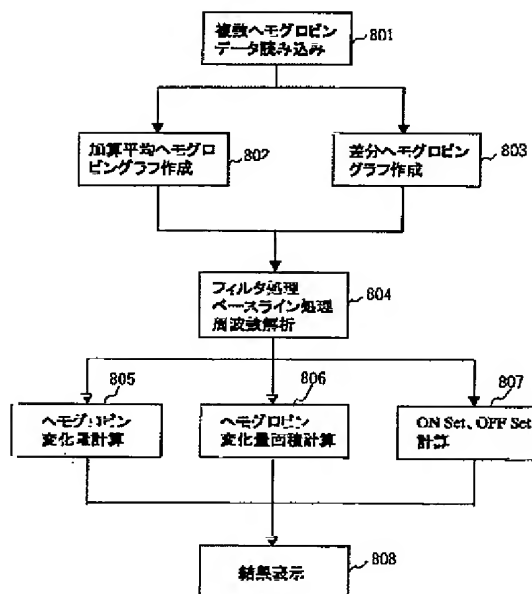 複数ヘモグロビン
データ読み込み
801
加算平均ヘモグロ
ビングラフ作成
802
差分ヘモグロビン
グラフ作成
803
フィルタ処理
ベースライン処理
周波数解析
804
805
ヘモグロビン
変化量計算
806
ヘモグロビン
変化量面積計算
807
ON Set、OFF Set
計算
結果表示
808